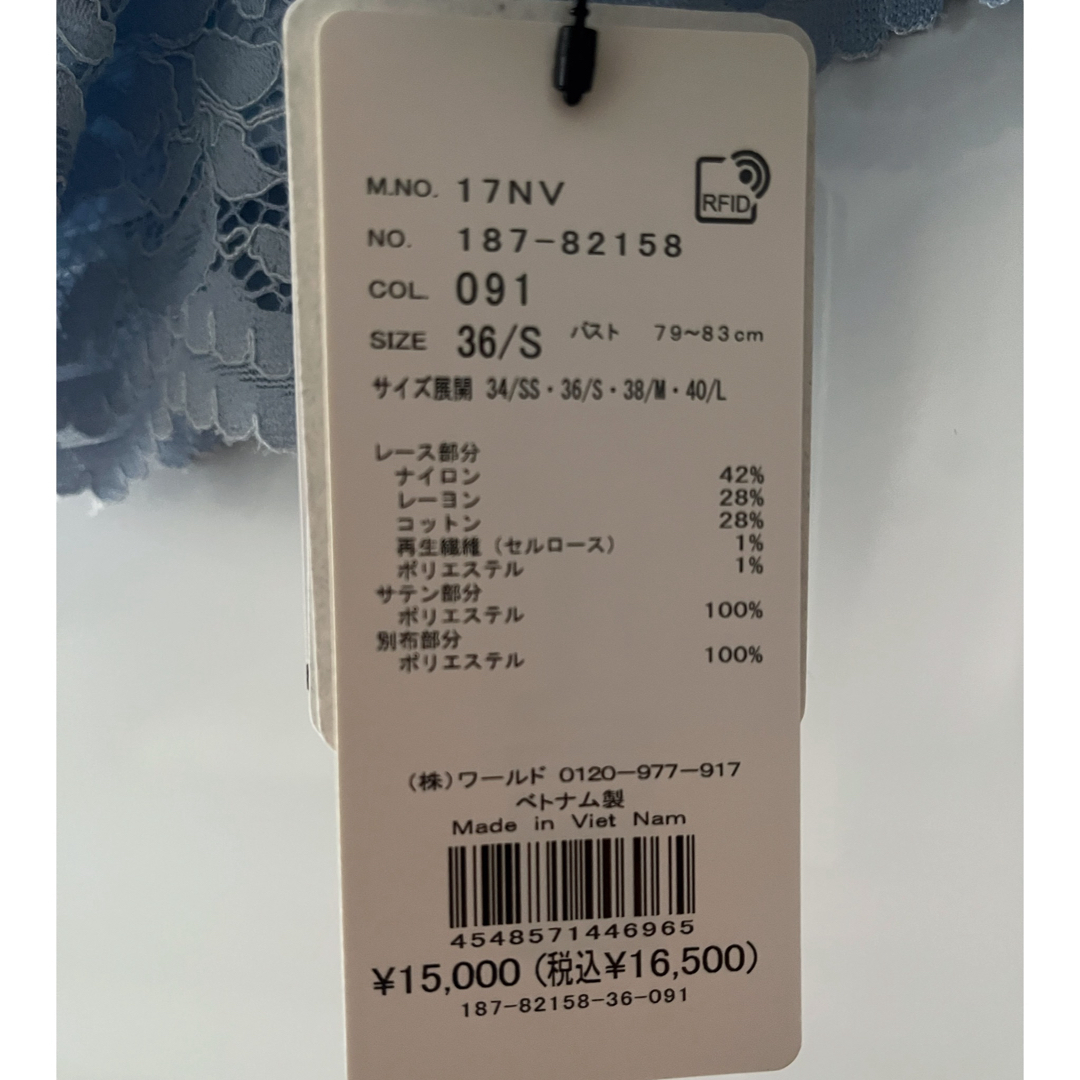 RFID
M.NO. 17NV
NO. 187-82158
COL. 091
SIZE 36/S バスト 79~83cm
サイズ展開 34/SS・36/S・38/M・40/L
レース部分
ナイロン 42%
レーヨン 28%
コットン 28%
再生繊維(セルロース) 1%
ポリエステル 1%
サテン部分
ポリエステル 100%
別布部分
ポリエステル 100%
(株)ワールド 0120-977-917
ベトナム製
Made in Viet Nam
4548571446965
¥15,000 (税込¥16,500)
187-82158-36-091